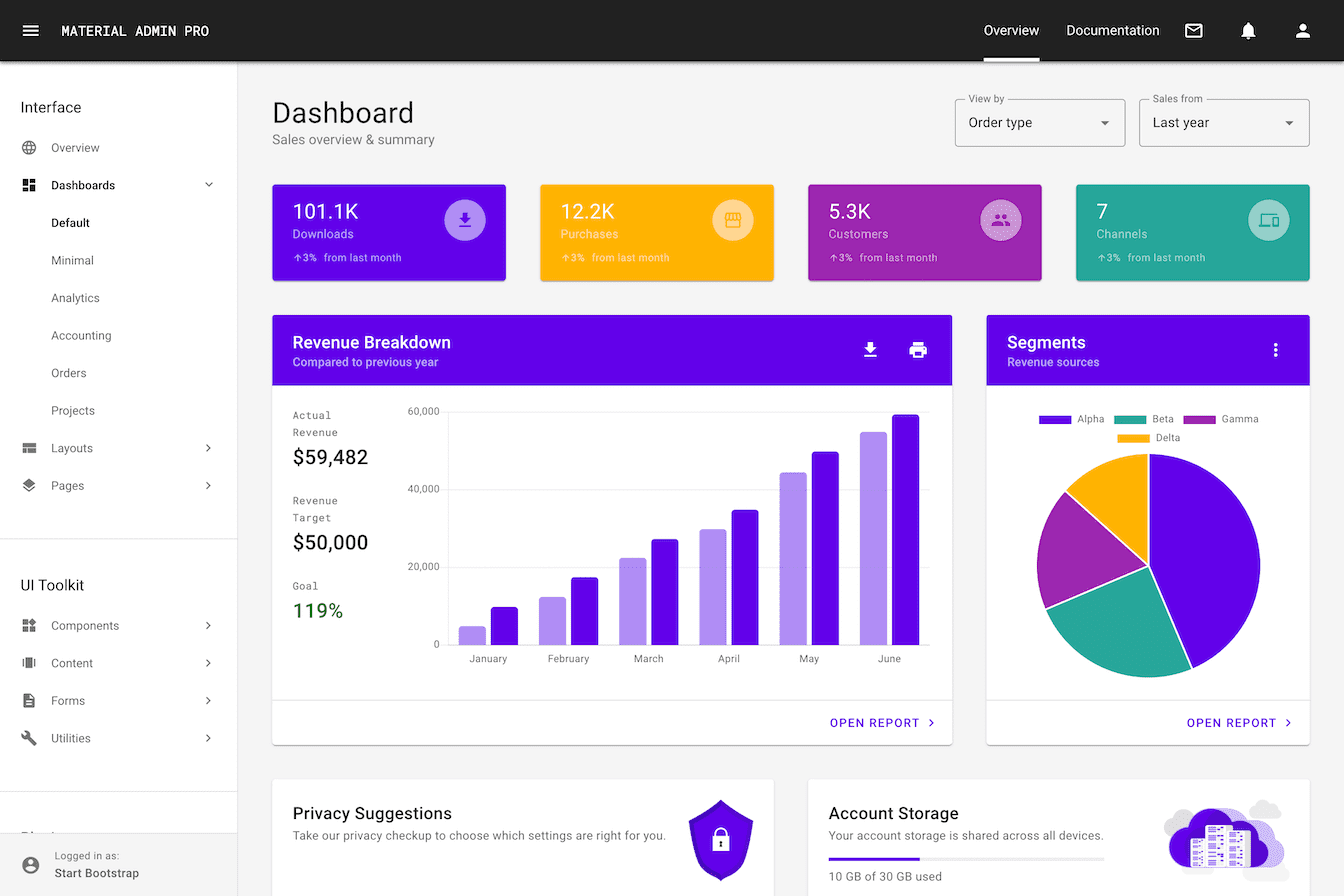 MATERIAL ADMIN PRO
Overview
Documentation
Interface
Overview
Dashboards
Default
Minimal
Analytics
Accounting
Orders
Projects
Layouts
Pages
UI Toolkit
Components
Content
Forms
Utilities
Logged in as:
Start Bootstrap
Dashboard
Sales overview & summary
View by
Order type
Sales from
Last year
101.1K
Downloads
↑3% from last month
12.2K
Purchases
↑3% from last month
5.3K
Customers
↑3% from last month
7
Channels
↑3% from last month
Revenue Breakdown
Compared to previous year
Actual
Revenue
$59,482
Revenue
Target
$50,000
Goal
119%
60,000
40,000
20,000
0
January February March April May June
OPEN REPORT
Segments
Revenue sources
Alpha Beta Gamma
Delta
OPEN REPORT
Privacy Suggestions
Take our privacy checkup to choose which settings are right for you.
Account Storage
Your account storage is shared across all devices.
10 GB of 30 GB used